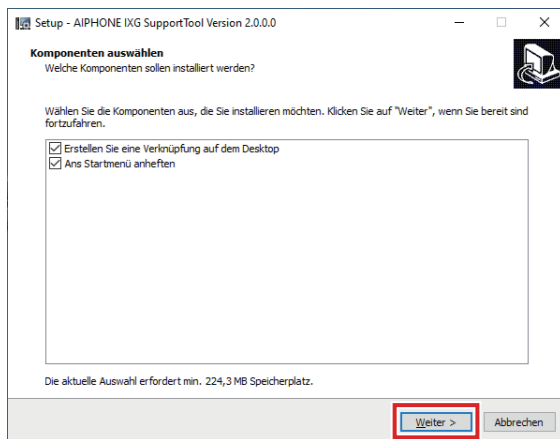 Setup - AIPHONE IXG SupportTool Version 2.0.0.0
Komponenten auswählen
Welche Komponenten sollen installiert werden?
Wählen Sie die Komponenten aus, die Sie installieren möchten. Klicken Sie auf "Weiter", wenn Sie bereit sind
fortzufahren.
Erstellen Sie eine Verknüpfung auf dem Desktop
Ans Startmenü anheften
Die aktuelle Auswahl erfordert min. 224,3 MB Speicherplatz.
Weiter > Abbrechen